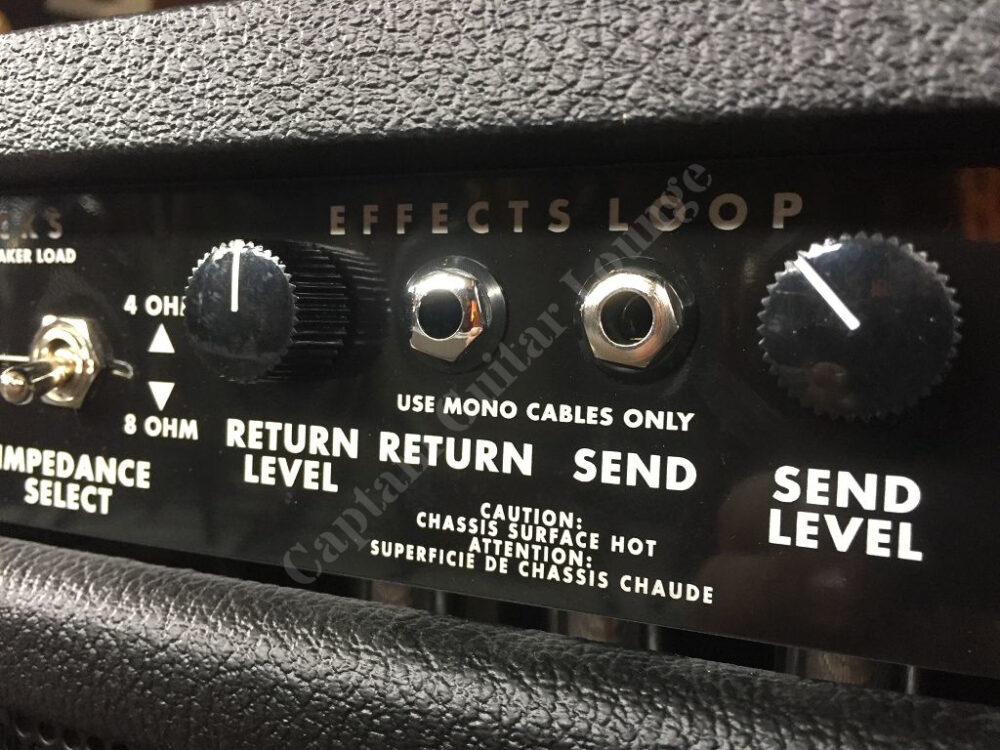 EFFECTS LOOP
AKER LOAD
4 OH
8 OHM
IMPEDANCE
SELECT
RETURN
LEVEL
USE MONO CABLES ONLY
RETURN
SEND
SEND
LEVEL
CAUTION:
CHASSIS SURFACE HOT
ATTENTION:
SUPERFICIE DE CHASSIS CHAUDE
Captain Guitar Lounge